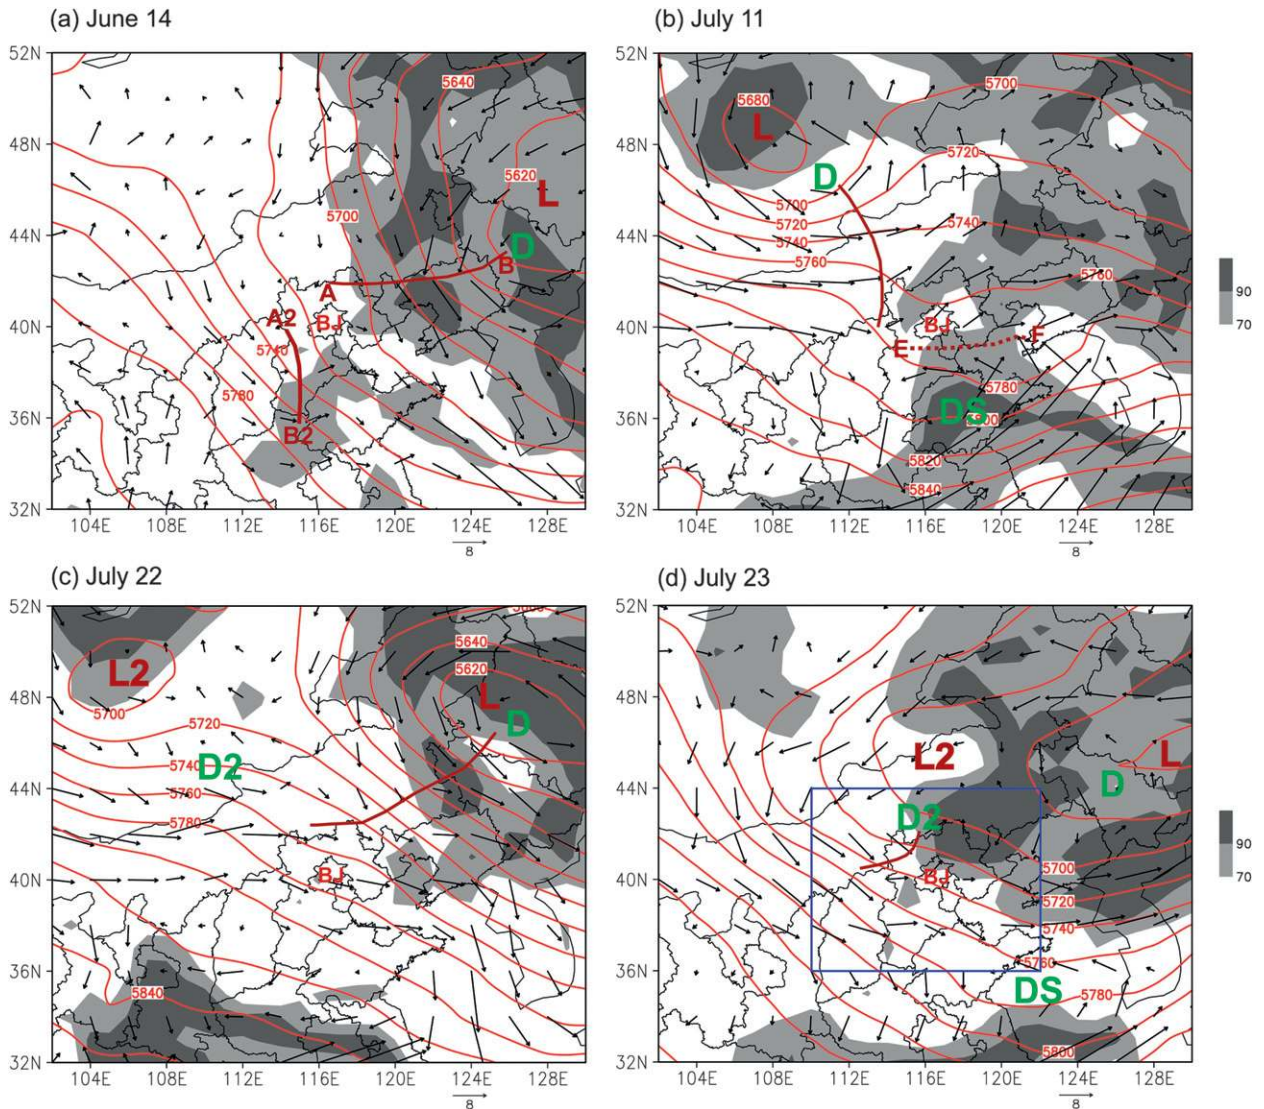 (a) June 14
52N
48N
44N
40N
36N
32N
104E 108E 112E 116E 120E 124E 128E
8
5640
5620
L
5700
D
B
A
A2
BJ
5740
5780
B2
(b) July 11
52N
48N
44N
40N
36N
32N
104E 108E 112E 116E 120E 124E 128E
8
5680
L
5700
5720
D
5700
5720
5740
5740
5760
5760
BJ
E
F
5780
DS
5800
5820
5840
90
70
(c) July 22
52N
48N
44N
40N
36N
32N
104E 108E 112E 116E 120E 124E 128E
8
5640
5620
L2
L
5700
5720
D
D2
5740
5760
5780
BJ
5840
(d) July 23
52N
48N
44N
40N
36N
32N
104E 108E 112E 116E 120E 124E 128E
8
L2
L
D
D2
BJ
5700
5720
5740
5760
DS
5780
5800
90
70